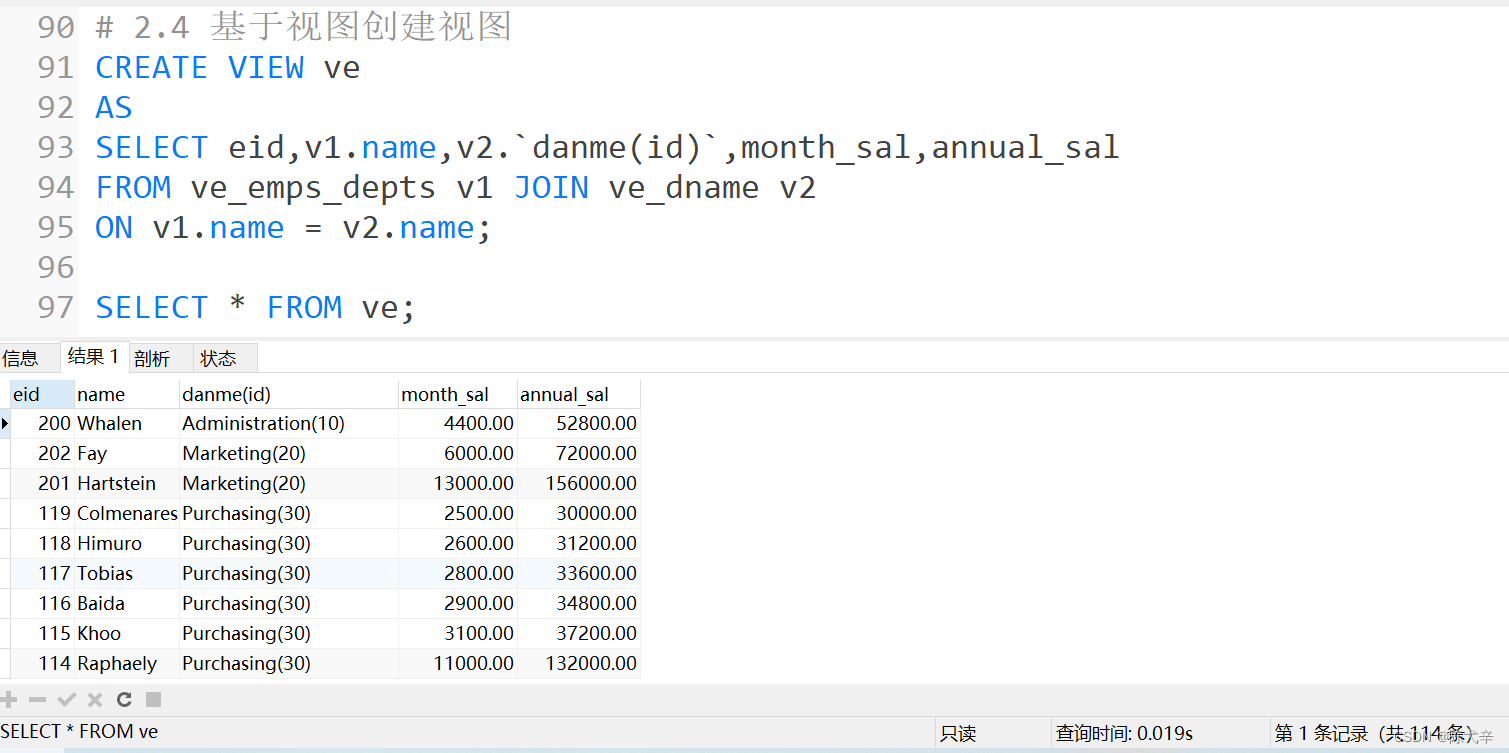 90 # 2.4 基于视图创建视图
91 CREATE VIEW ve
92 AS
93 SELECT eid,v1.name,v2.`danme(id)`,month_sal,annual_sal
94 FROM ve_emps_depts v1 JOIN ve_dname v2
95 ON v1.name = v2.name;
96
97 SELECT * FROM ve;
信息 结果 1 剖析 状态
eid name danme(id) month_sal annual_sal
200 Whalen Administration(10) 4400.00 52800.00
202 Fay Marketing(20) 6000.00 72000.00
201 Hartstein Marketing(20) 13000.00 156000.00
119 Colmenares Purchasing(30) 2500.00 30000.00
118 Himuro Purchasing(30) 2600.00 31200.00
117 Tobias Purchasing(30) 2800.00 33600.00
116 Baida Purchasing(30) 2900.00 34800.00
115 Khoo Purchasing(30) 3100.00 37200.00
114 Raphaely Purchasing(30) 11000.00 132000.00
SELECT * FROM ve 只读 查询时间: 0.019s 第 1 条记录 (共 114 条)